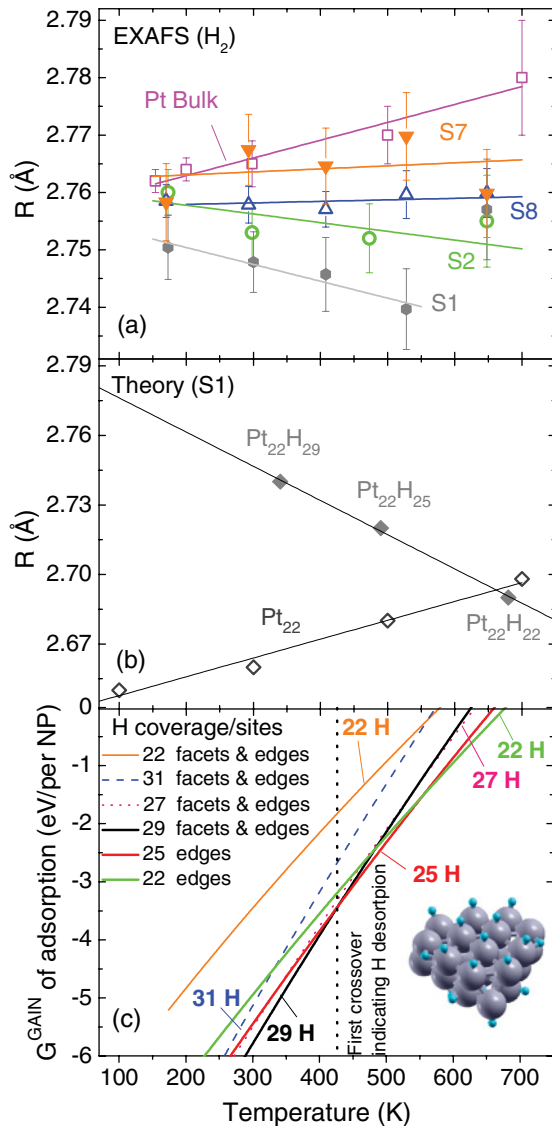 2.79
2.78
2.77
2.76
2.75
2.74
R (Å)
EXAFS (H₂)
Pt Bulk
S7
S8
S2
S1
(a)
2.79
2.76
2.73
2.70
2.67
R (Å)
Theory (S1)
Pt₂₂H₂₉
Pt₂₂H₂₅
Pt₂₂
Pt₂₂H₂₂
(b)
0
-1
-2
-3
-4
-5
-6
G^GAIN of adsorption (eV/per NP)
H coverage/sites
22 facets & edges
31 facets & edges
27 facets & edges
29 facets & edges
25 edges
22 edges
22 H
22 H
27 H
25 H
31 H
29 H
First crossover
indicating H desortpion
(c)
100 200 300 400 500 600 700
Temperature (K)